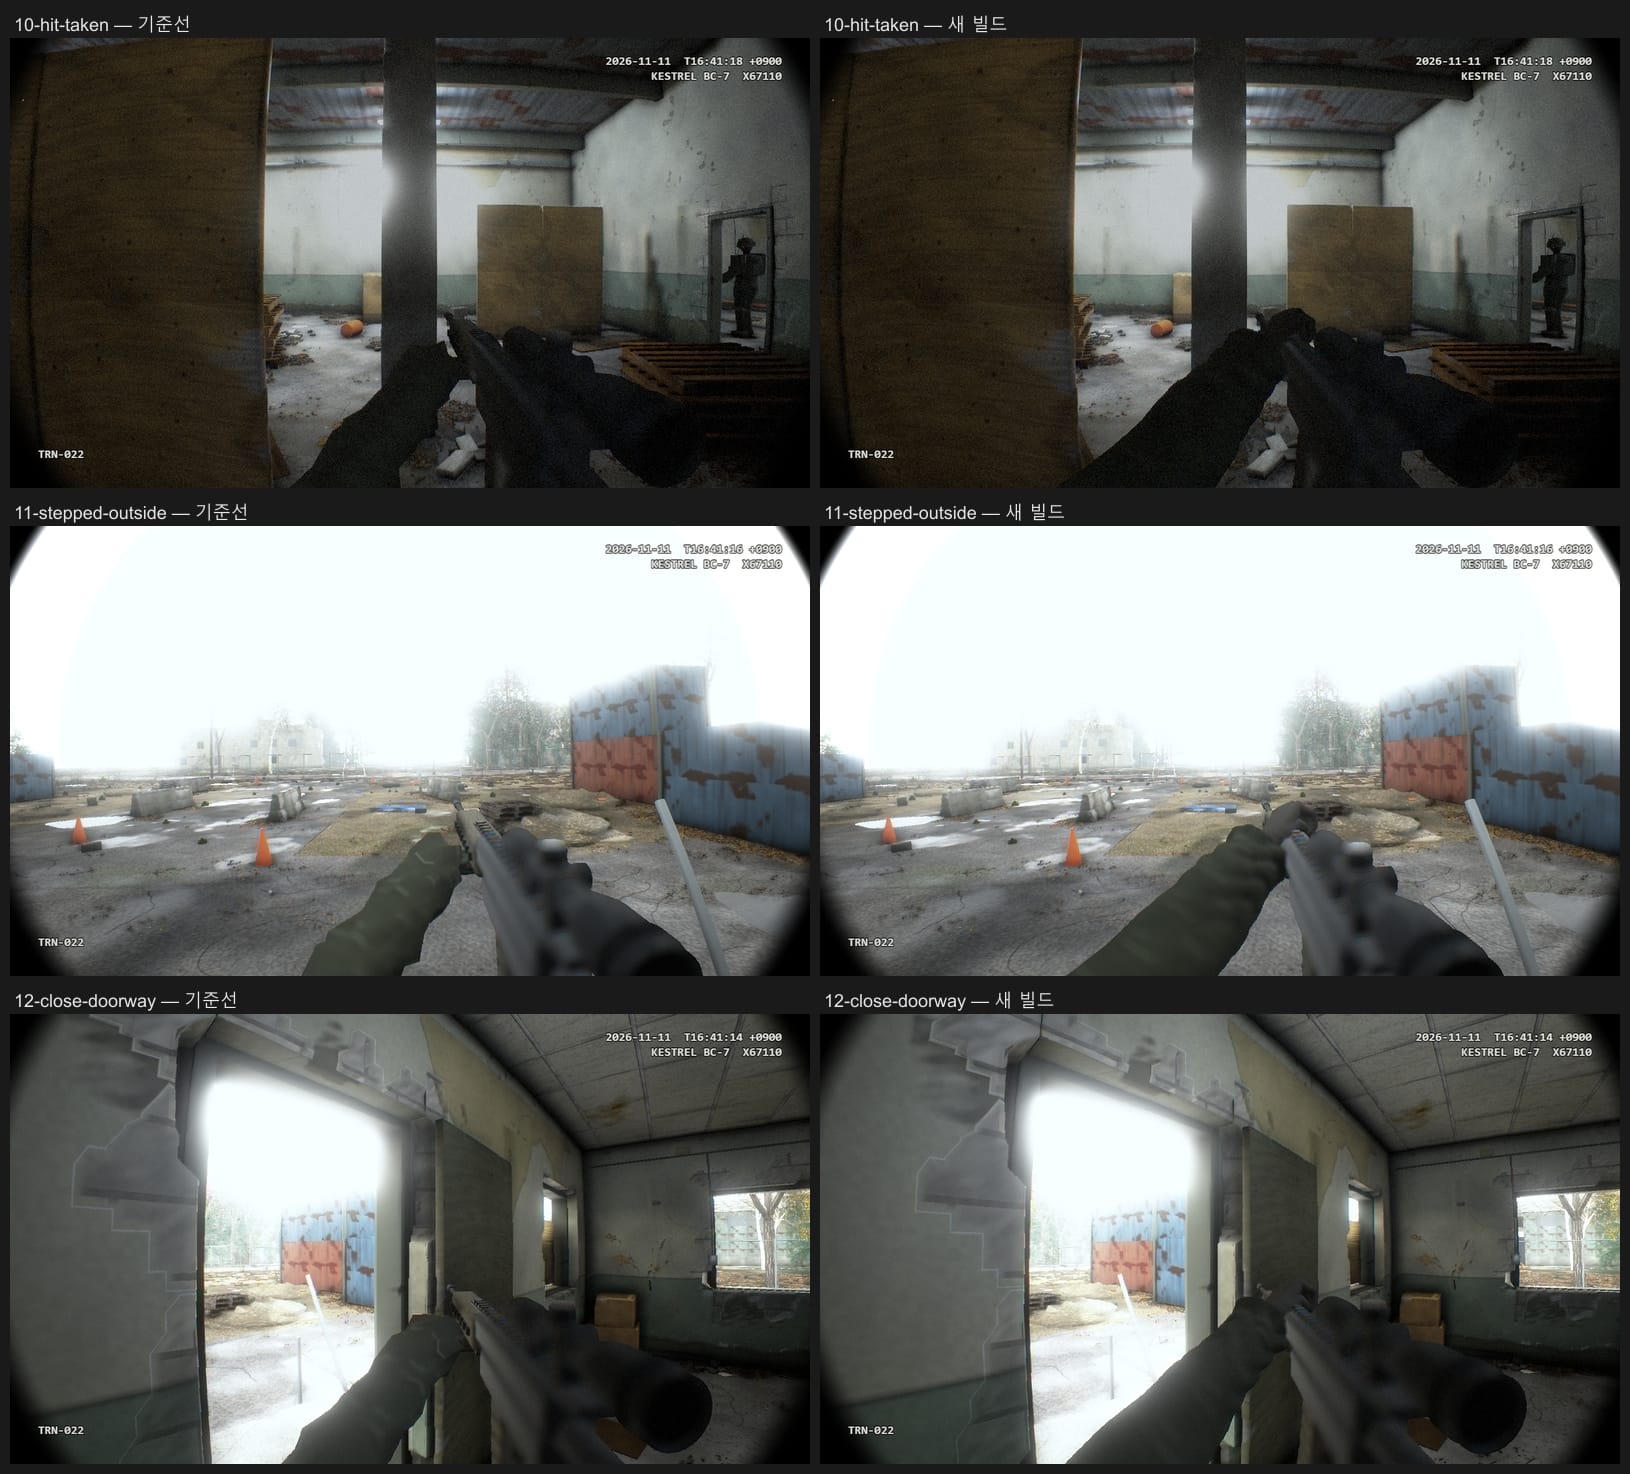 10-hit-taken — 기준선
10-hit-taken — 새 빌드
2026-11-11 T16:41:18 +0900
KESTREL BC-7 X67110
TRN-022
2026-11-11 T16:41:18 +0900
KESTREL BC-7 X67110
TRN-022
11-stepped-outside — 기준선
11-stepped-outside — 새 빌드
2026-11-11 T16:41:16 +0900
KESTREL BC-7 X67110
TRN-022
2026-11-11 T16:41:16 +0900
KESTREL BC-7 X67110
TRN-022
12-close-doorway — 기준선
12-close-doorway — 새 빌드
2026-11-11 T16:41:14 +0900
KESTREL BC-7 X67110
TRN-022
2026-11-11 T16:41:14 +0900
KESTREL BC-7 X67110
TRN-022